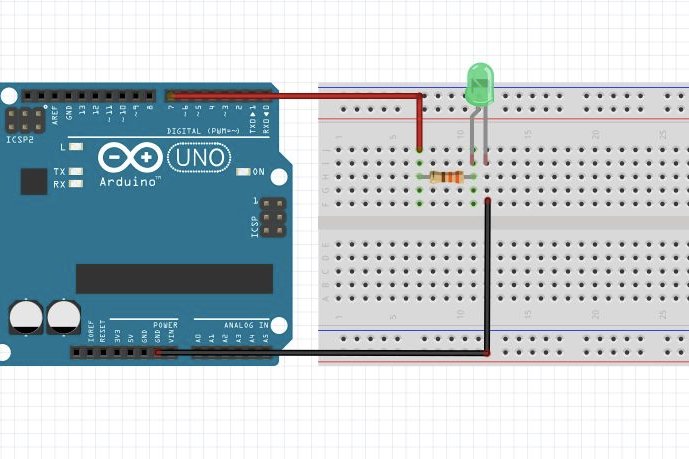 AREF
GND
13
12
~11
~10
~9
8
7
~6
~5
4
~3
2
TXD▶1
RXD◀0
ICSP2
DIGITAL (PWM=~)
L
TX
RX
Arduino™
UNO
ON
1
ICSP
IOREF
RESET
3V3
5V
GND
GND
VIN
POWER
ANALOG IN
A0
A1
A2
A3
A4
A5
1
5
10
15
20
25
J
I
H
G
F
E
D
C
B
A
1
5
10
15
20
25